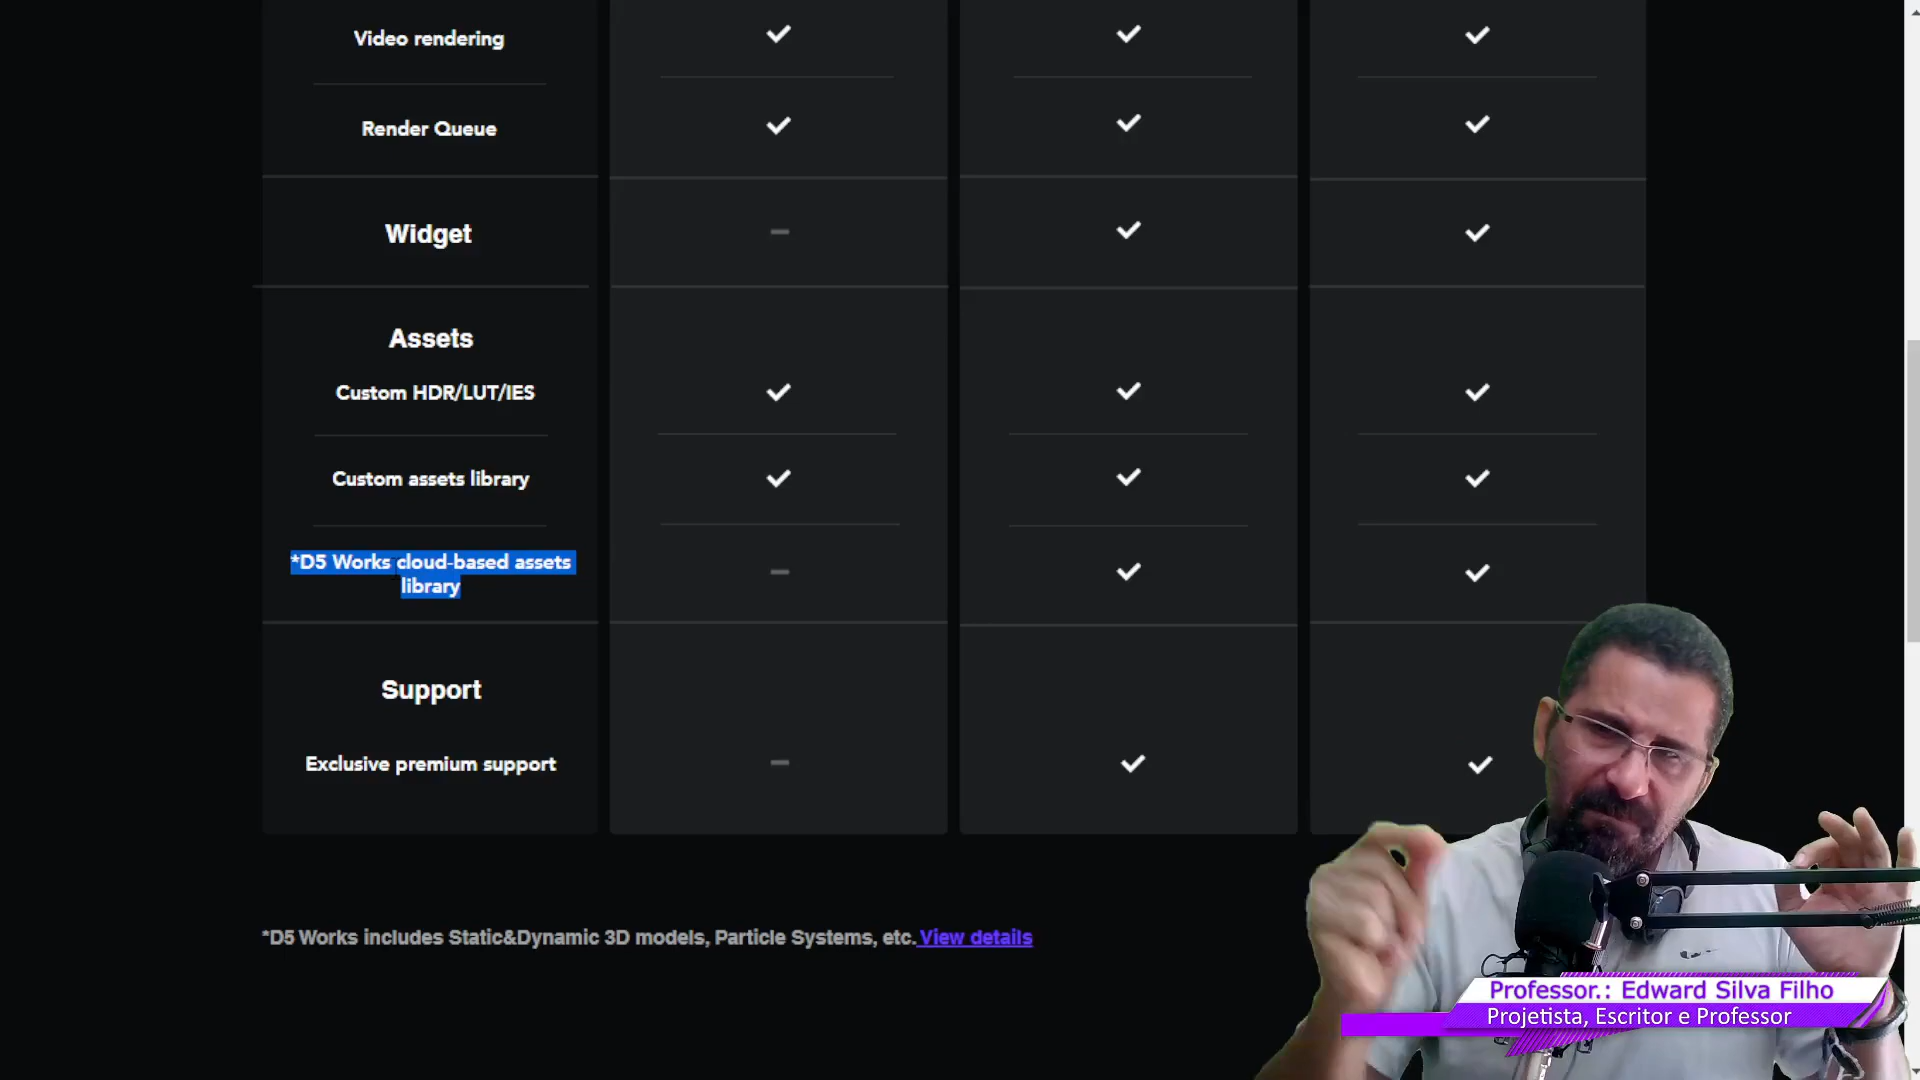 Video rendering
Render Queue
Widget
Assets
Custom HDR/LUT/IES
Custom assets library
*D5 Works cloud-based assets
library
Support
Exclusive premium support
*D5 Works includes Static&Dynamic 3D models, Particle Systems, etc. View details
Professor.: Edward Silva Filho
Projetista, Escritor e Professor